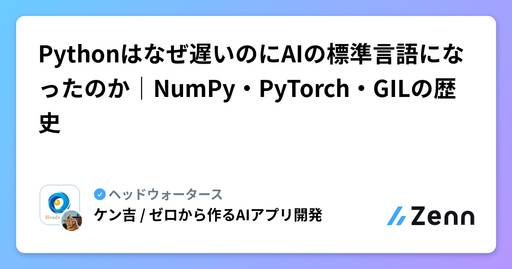 Pythonはなぜ遅いのにAIの標準言語にな
ったのか｜NumPy・PyTorch・GILの歴
史
ヘッドウォータース
ケン吉 / ゼロから作るAIアプリ開発
Zenn